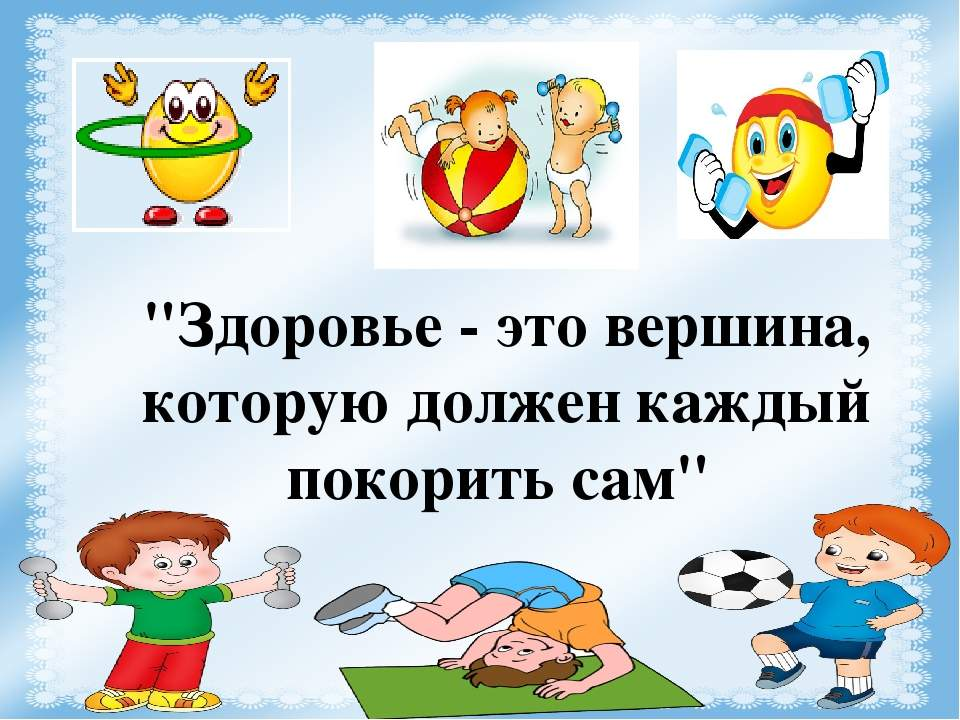 "Здоровье - это вершина,
которую должен каждый
покорить сам"